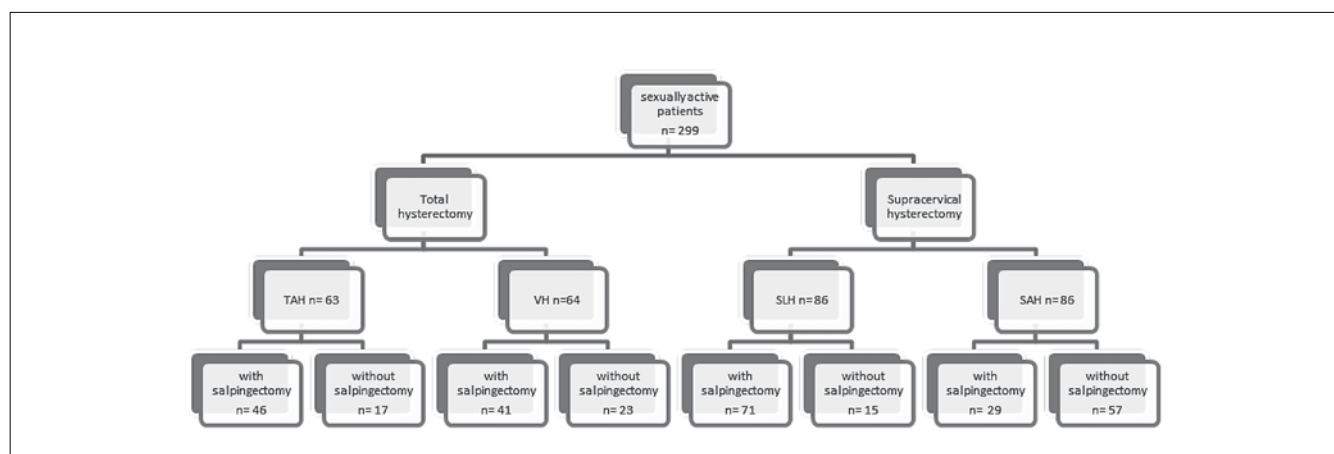 sexually active
patients
n= 299
Total
hysterectomy
Supracervical
hysterectomy
TAH n= 63
VH n=64
SLH n= 86
SAH n= 86
with
salpingectomy
n= 46
without
salpingectomy
n= 17
with
salpingectomy
n= 41
without
salpingectomy
n= 23
with
salpingectomy
n= 71
without
salpingectomy
n= 15
with
salpingectomy
n= 29
without
salpingectomy
n= 57